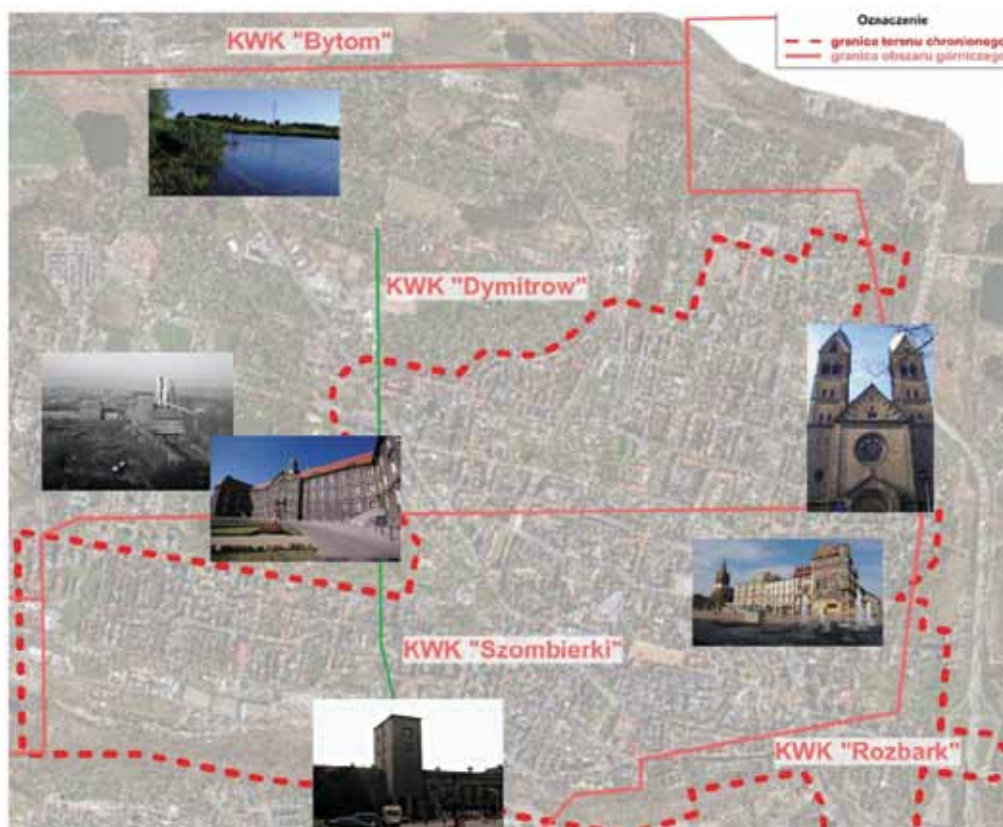 KWK "Bytom"
Oznaczenie
granica terenu chronionego
granica obszaru górniczego
KWK "Dymitrow"
KWK "Szombierki"
KWK "Rozbark"